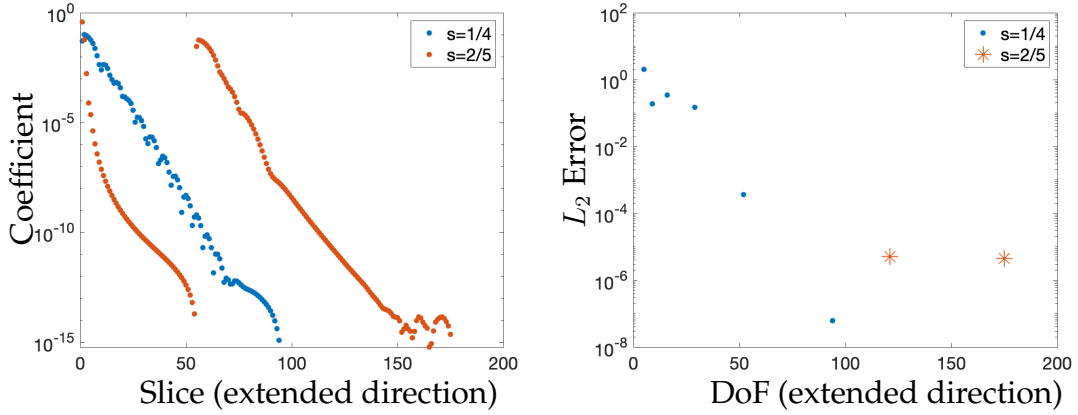 10^0
10^-5
10^-10
10^-15
0
50
100
150
200
Coefficient
Slice (extended direction)
s=1/4
s=2/5
10^2
10^0
10^-2
10^-4
10^-6
10^-8
0
50
100
150
200
L_2 Error
DoF (extended direction)
s=1/4
s=2/5